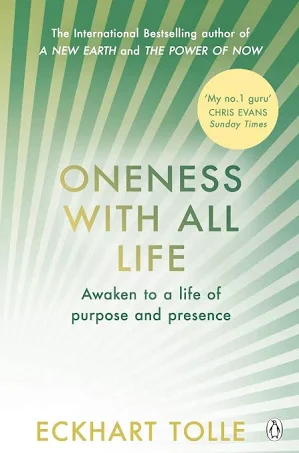 The International Bestselling author of
A NEW EARTH and THE POWER OF NOW
‘My no.1 guru’
CHRIS EVANS
Sunday Times
ONENESS
WITH ALL
LIFE
Awaken to a life of
purpose and presence
ECKHART TOLLE